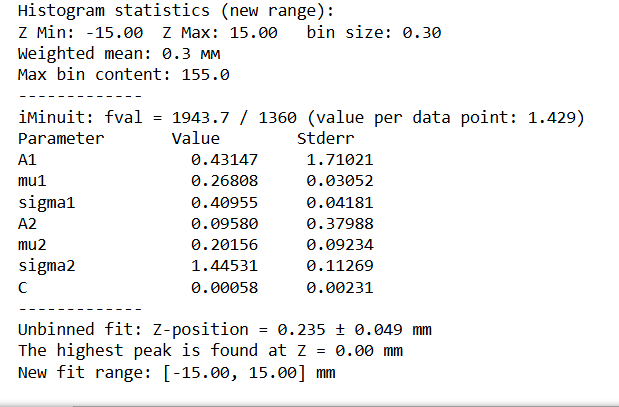 Histogram statistics (new range):
Z Min: -15.00  Z Max: 15.00   bin size: 0.30
Weighted mean: 0.3 мм
Max bin content: 155.0
-------------
iMinuit: fval = 1943.7 / 1360 (value per data point: 1.429)
Parameter       Value        Stderr
A1                0.43147     1.71021
mu1               0.26808     0.03052
sigma1            0.40955     0.04181
A2                0.09580     0.37988
mu2               0.20156     0.09234
sigma2            1.44531     0.11269
C                 0.00058     0.00231
-------------
Unbinned fit: Z-position = 0.235 ± 0.049 mm
The highest peak is found at Z = 0.00 mm
New fit range: [-15.00, 15.00] mm